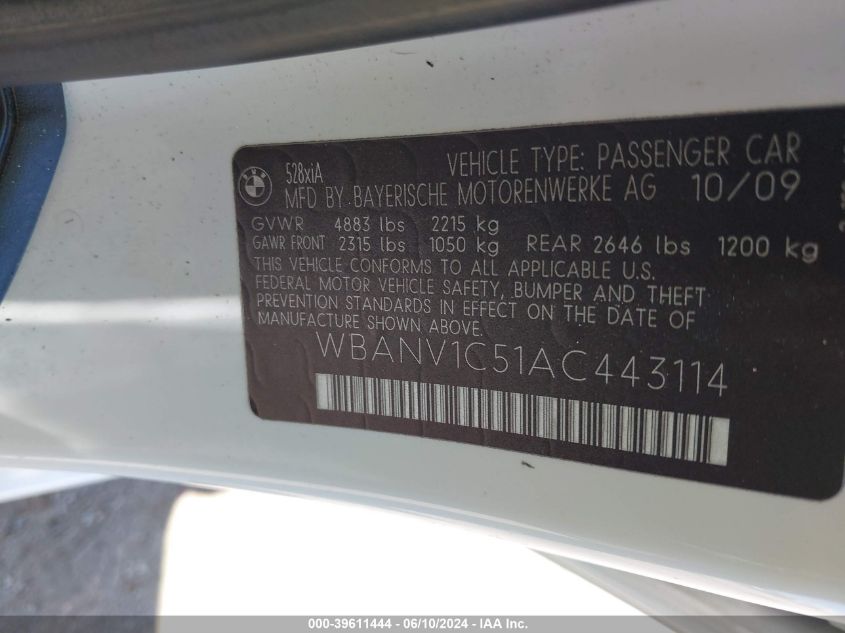 528xiA VEHICLE TYPE: PASSENGER CAR
MFD BY BAYERISCHE MOTORENWERKE AG 10/09
GVWR 4883 lbs 2215 kg
GAWR FRONT 2315 lbs 1050 kg REAR 2646 lbs 1200 kg
THIS VEHICLE CONFORMS TO ALL APPLICABLE U.S.
FEDERAL MOTOR VEHICLE SAFETY, BUMPER AND THEFT
PREVENTION STANDARDS IN EFFECT ON THE DATE OF
MANUFACTURE SHOWN ABOVE.
WBANV1C51AC443114
000-39611444 - 06/10/2024 - IAA Inc.